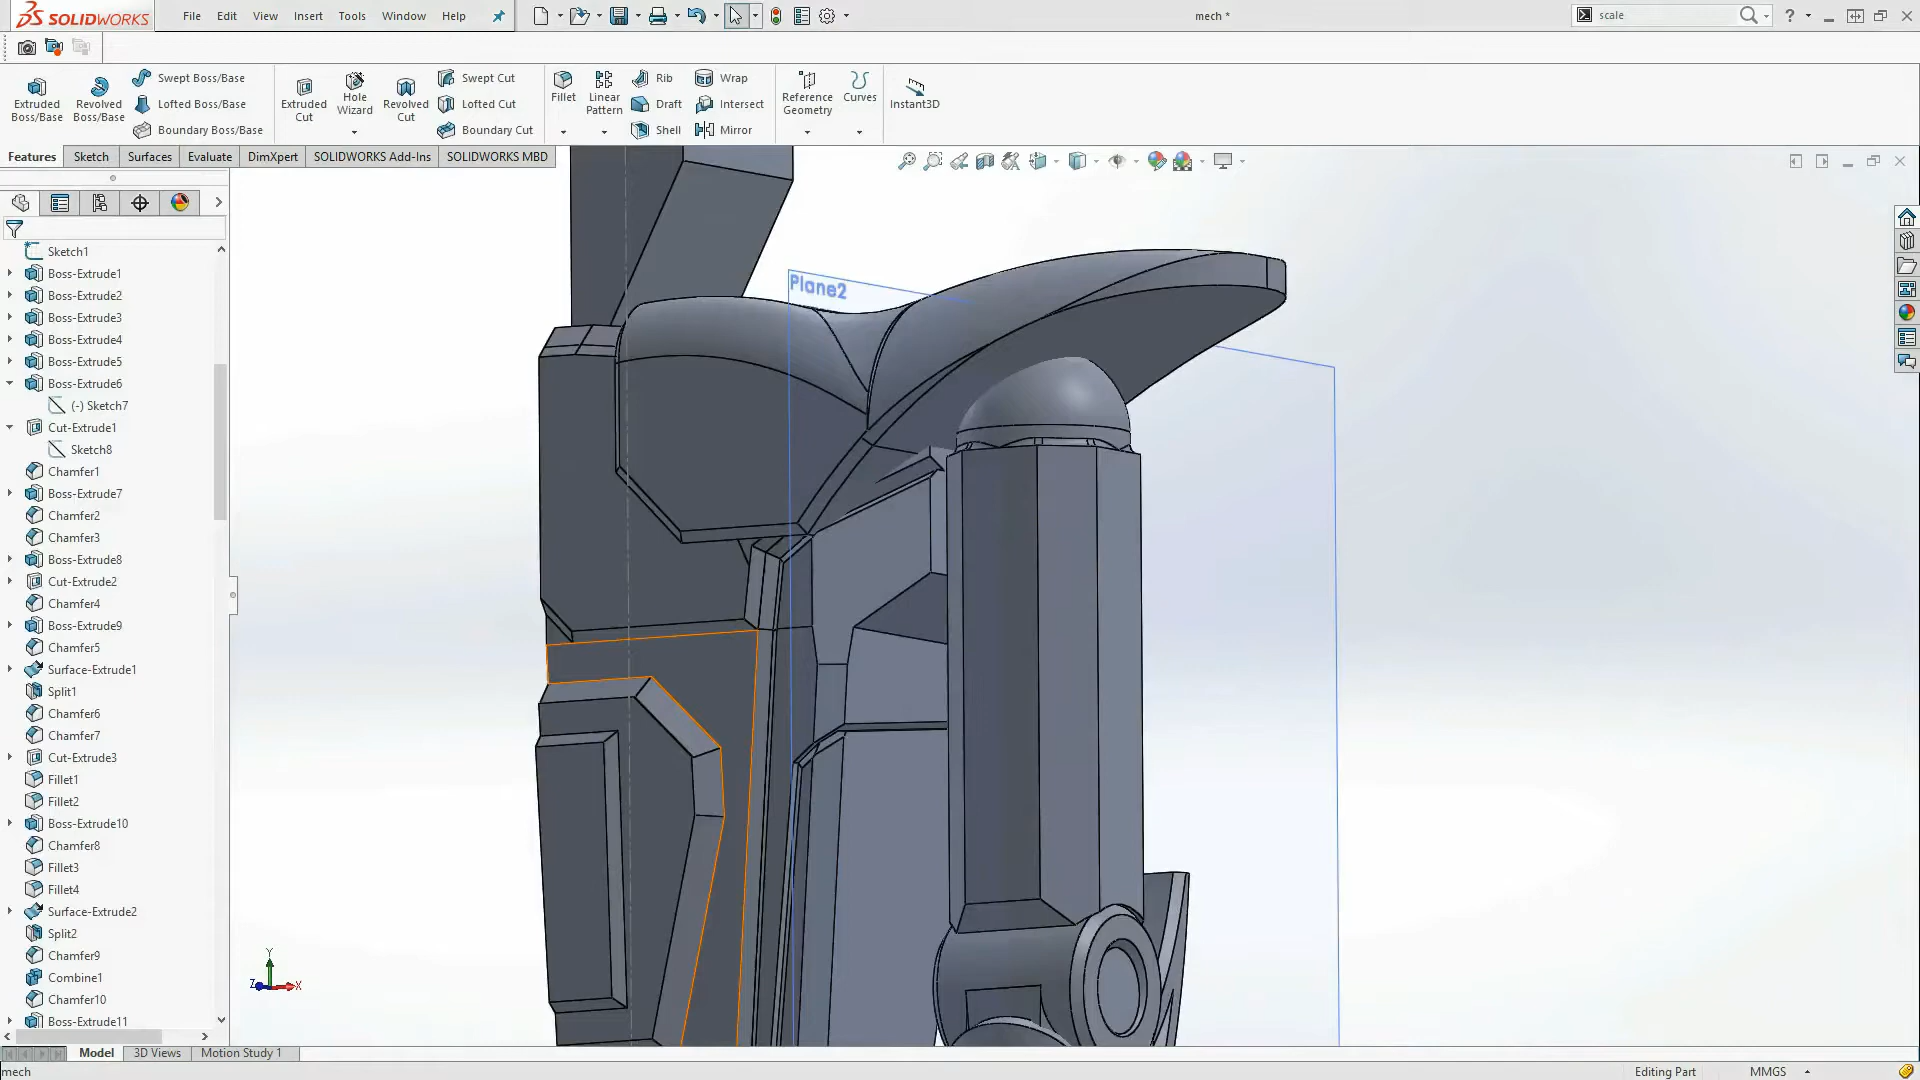 SOLIDWORKS File Edit View Insert Tools Window Help mech * scale ?
Extruded Boss/Base
Revolved Boss/Base
Swept Boss/Base
Lofted Boss/Base
Boundary Boss/Base
Extruded Cut
Hole Wizard
Revolved Cut
Swept Cut
Lofted Cut
Boundary Cut
Fillet
Linear Pattern
Rib
Draft
Shell
Wrap
Intersect
Mirror
Reference Geometry
Curves
Instant3D
Features Sketch Surfaces Evaluate DimXpert SOLIDWORKS Add-Ins SOLIDWORKS MBD
Sketch1
Boss-Extrude1
Boss-Extrude2
Boss-Extrude3
Boss-Extrude4
Boss-Extrude5
Boss-Extrude6
(-) Sketch7
Cut-Extrude1
Sketch8
Chamfer1
Boss-Extrude7
Chamfer2
Chamfer3
Boss-Extrude8
Cut-Extrude2
Chamfer4
Boss-Extrude9
Chamfer5
Surface-Extrude1
Split1
Chamfer6
Chamfer7
Cut-Extrude3
Fillet1
Fillet2
Boss-Extrude10
Chamfer8
Fillet3
Fillet4
Surface-Extrude2
Split2
Chamfer9
Combine1
Chamfer10
Boss-Extrude11
Plane2
Y
Z X
Model 3D Views Motion Study 1
mech Editing Part MMGS